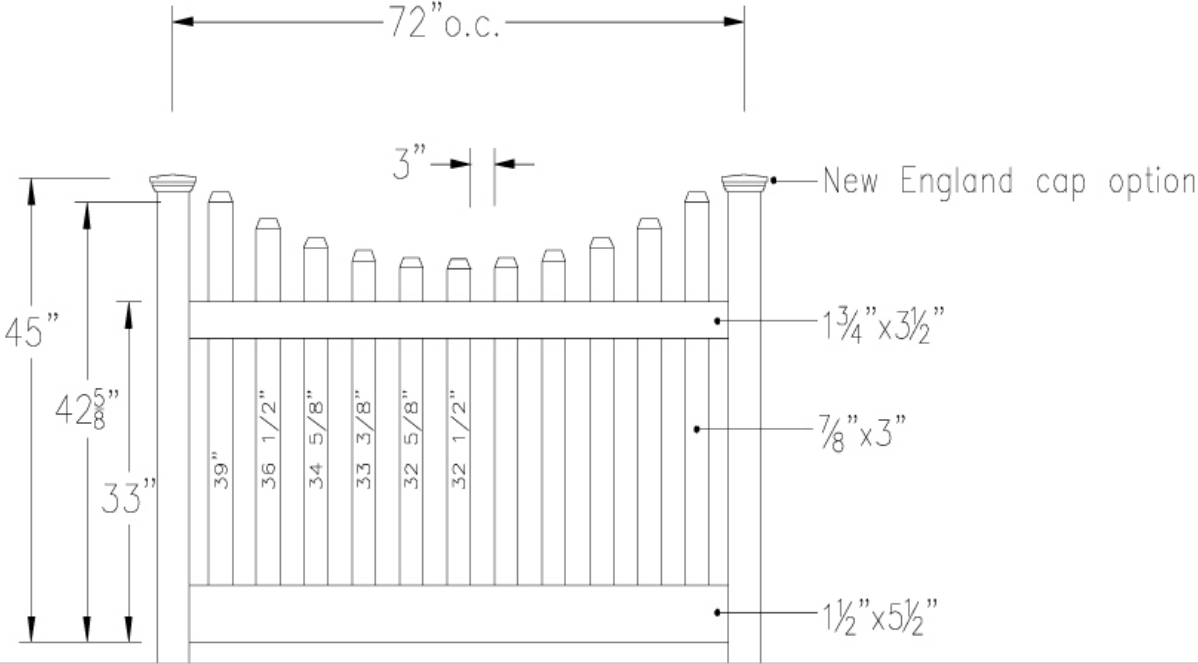 72”o.c.
3”
New England cap option
45”
1¾”x3½”
42⅝”
⅞”x3”
39”
36 1/2”
34 5/8”
33 3/8”
32 5/8”
32 1/2”
33”
1½”x5½”